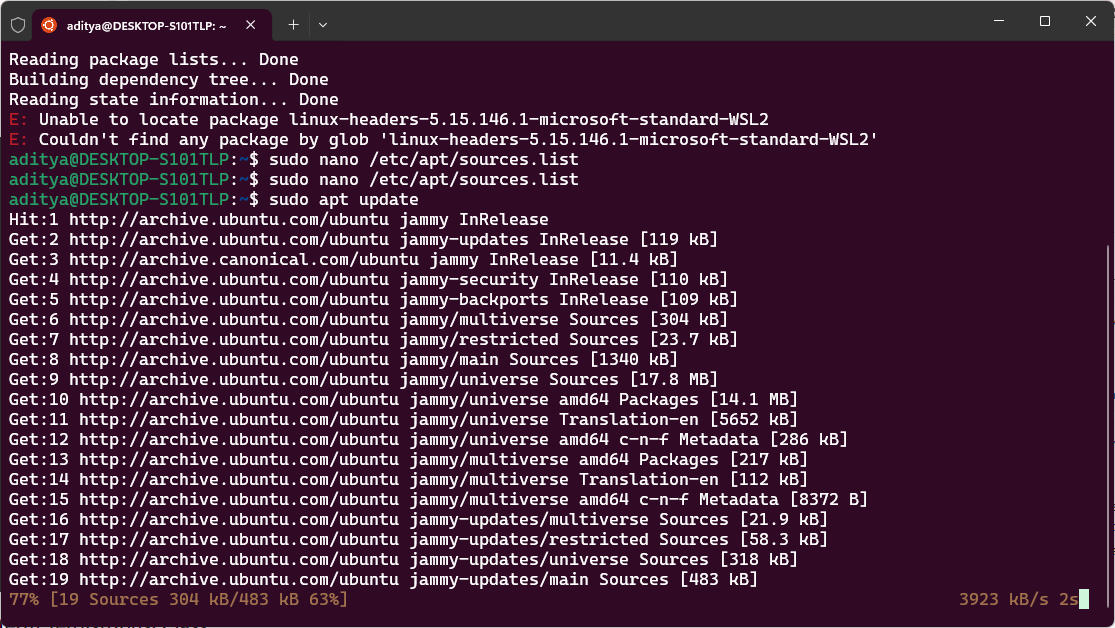 aditya@DESKTOP-S101TLP: ~
Reading package lists... Done
Building dependency tree... Done
Reading state information... Done
E: Unable to locate package linux-headers-5.15.146.1-microsoft-standard-WSL2
E: Couldn't find any package by glob 'linux-headers-5.15.146.1-microsoft-standard-WSL2'
aditya@DESKTOP-S101TLP:~$ sudo nano /etc/apt/sources.list
aditya@DESKTOP-S101TLP:~$ sudo nano /etc/apt/sources.list
aditya@DESKTOP-S101TLP:~$ sudo apt update
Hit:1 http://archive.ubuntu.com/ubuntu jammy InRelease
Get:2 http://archive.ubuntu.com/ubuntu jammy-updates InRelease [119 kB]
Get:3 http://archive.canonical.com/ubuntu jammy InRelease [11.4 kB]
Get:4 http://archive.ubuntu.com/ubuntu jammy-security InRelease [110 kB]
Get:5 http://archive.ubuntu.com/ubuntu jammy-backports InRelease [109 kB]
Get:6 http://archive.ubuntu.com/ubuntu jammy/multiverse Sources [304 kB]
Get:7 http://archive.ubuntu.com/ubuntu jammy/restricted Sources [23.7 kB]
Get:8 http://archive.ubuntu.com/ubuntu jammy/main Sources [1340 kB]
Get:9 http://archive.ubuntu.com/ubuntu jammy/universe Sources [17.8 MB]
Get:10 http://archive.ubuntu.com/ubuntu jammy/universe amd64 Packages [14.1 MB]
Get:11 http://archive.ubuntu.com/ubuntu jammy/universe Translation-en [5652 kB]
Get:12 http://archive.ubuntu.com/ubuntu jammy/universe amd64 c-n-f Metadata [286 kB]
Get:13 http://archive.ubuntu.com/ubuntu jammy/multiverse amd64 Packages [217 kB]
Get:14 http://archive.ubuntu.com/ubuntu jammy/multiverse Translation-en [112 kB]
Get:15 http://archive.ubuntu.com/ubuntu jammy/multiverse amd64 c-n-f Metadata [8372 B]
Get:16 http://archive.ubuntu.com/ubuntu jammy-updates/multiverse Sources [21.9 kB]
Get:17 http://archive.ubuntu.com/ubuntu jammy-updates/restricted Sources [58.3 kB]
Get:18 http://archive.ubuntu.com/ubuntu jammy-updates/universe Sources [318 kB]
Get:19 http://archive.ubuntu.com/ubuntu jammy-updates/main Sources [483 kB]
77% [19 Sources 304 kB/483 kB 63%] 3923 kB/s 2s